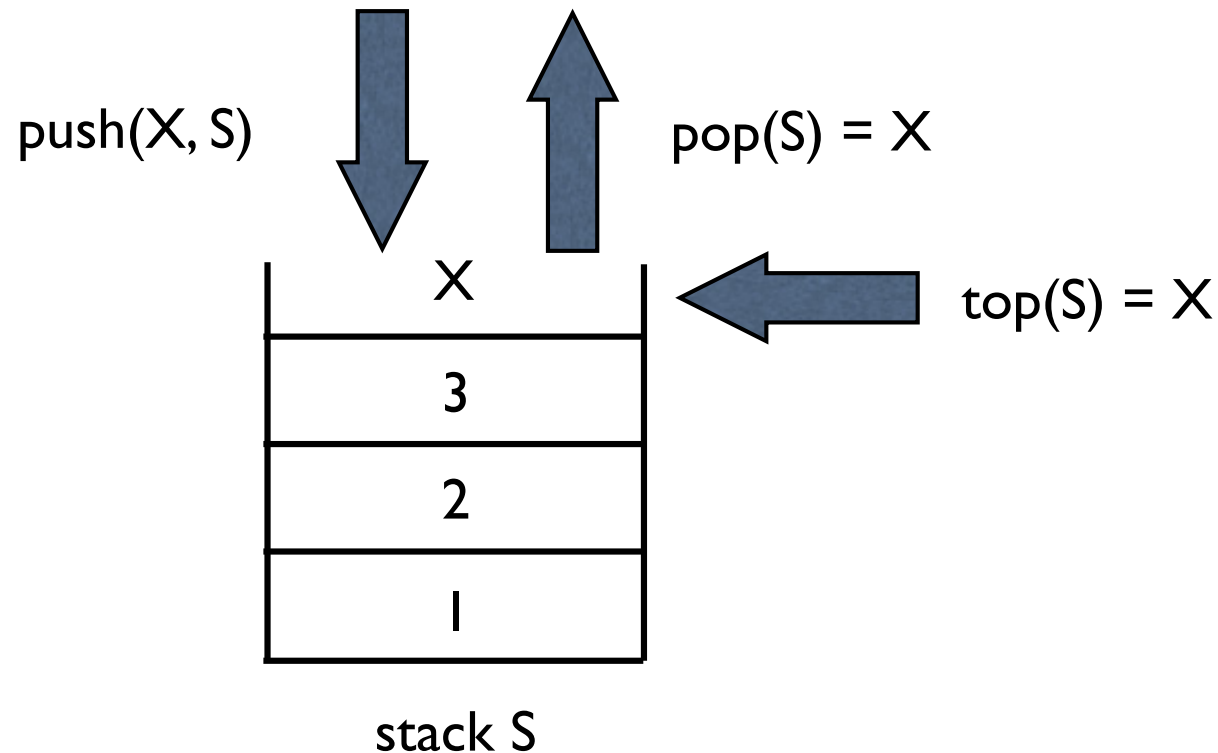 push(X, S)
pop(S) = X
X
top(S) = X
3
2
1
stack S